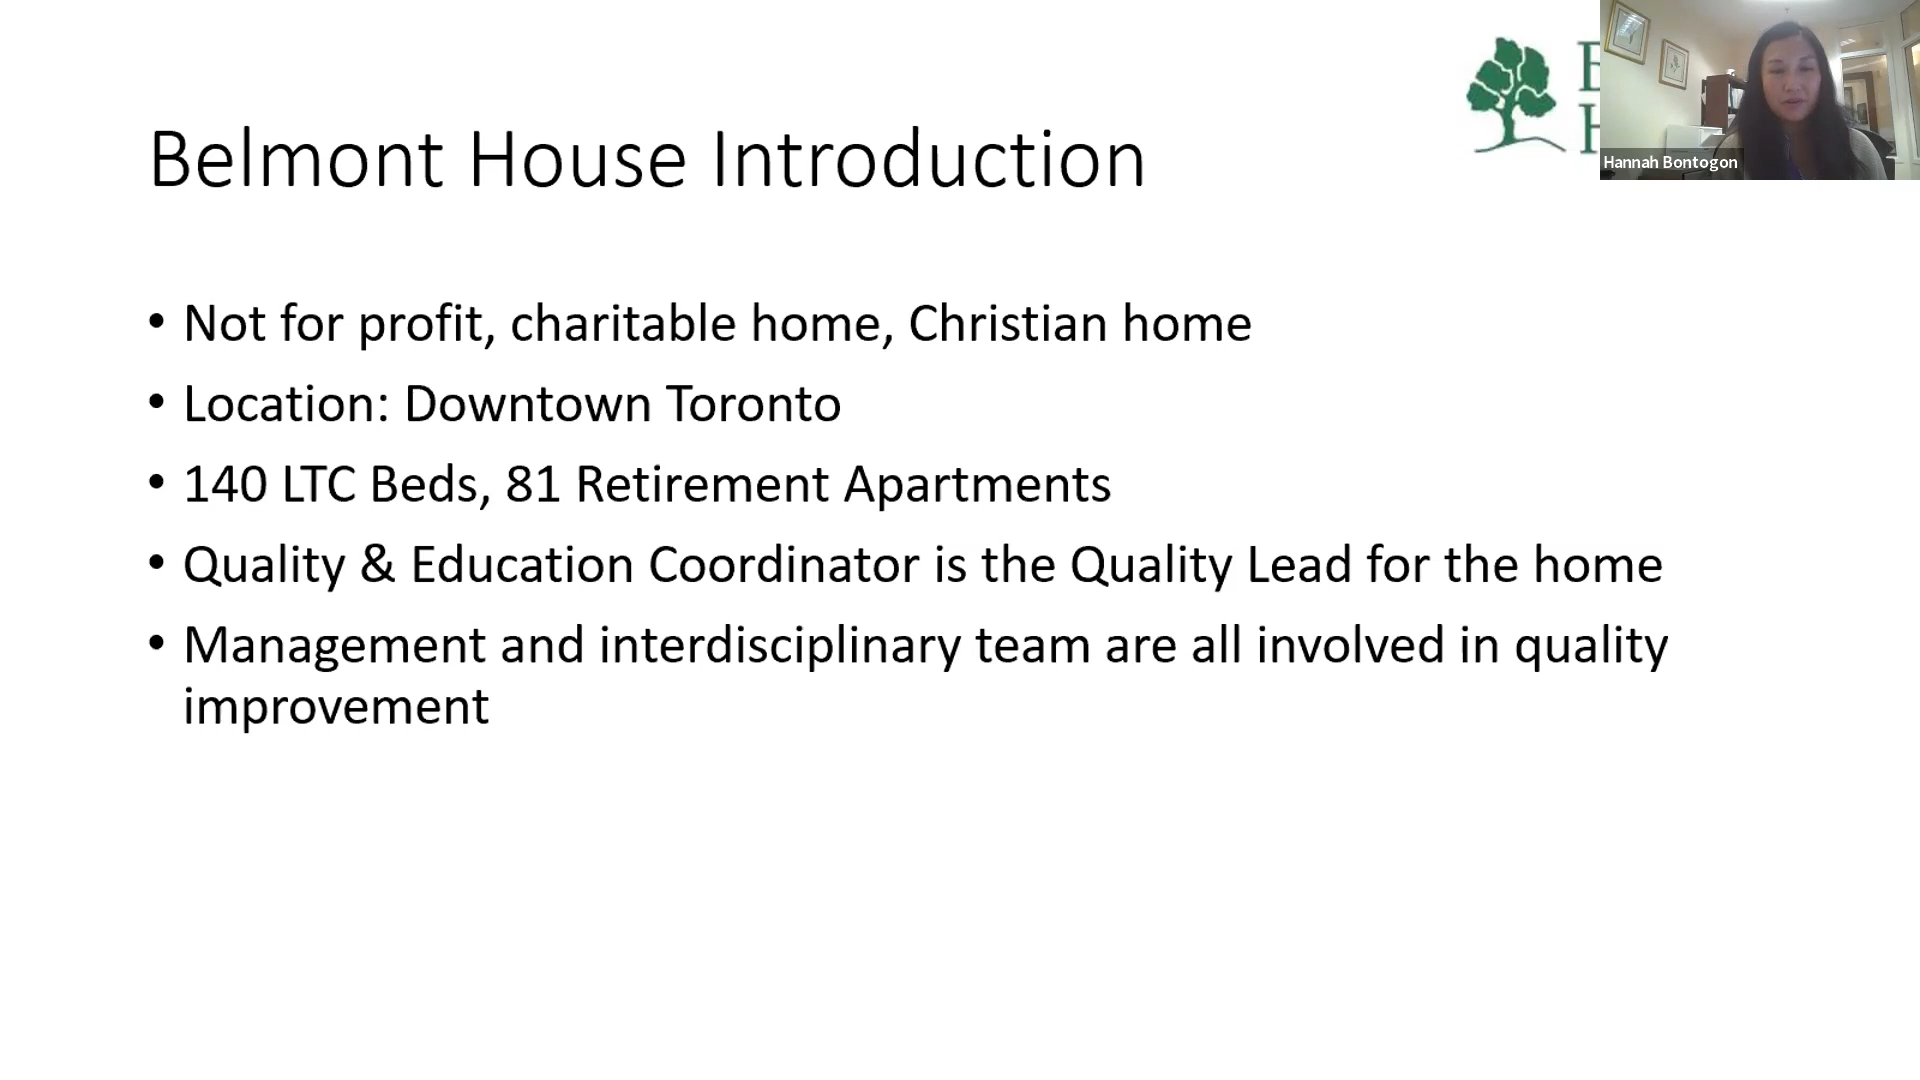 Belmont House Introduction
Hannah Bontogon
• Not for profit, charitable home, Christian home
• Location: Downtown Toronto
• 140 LTC Beds, 81 Retirement Apartments
• Quality & Education Coordinator is the Quality Lead for the home
• Management and interdisciplinary team are all involved in quality
improvement